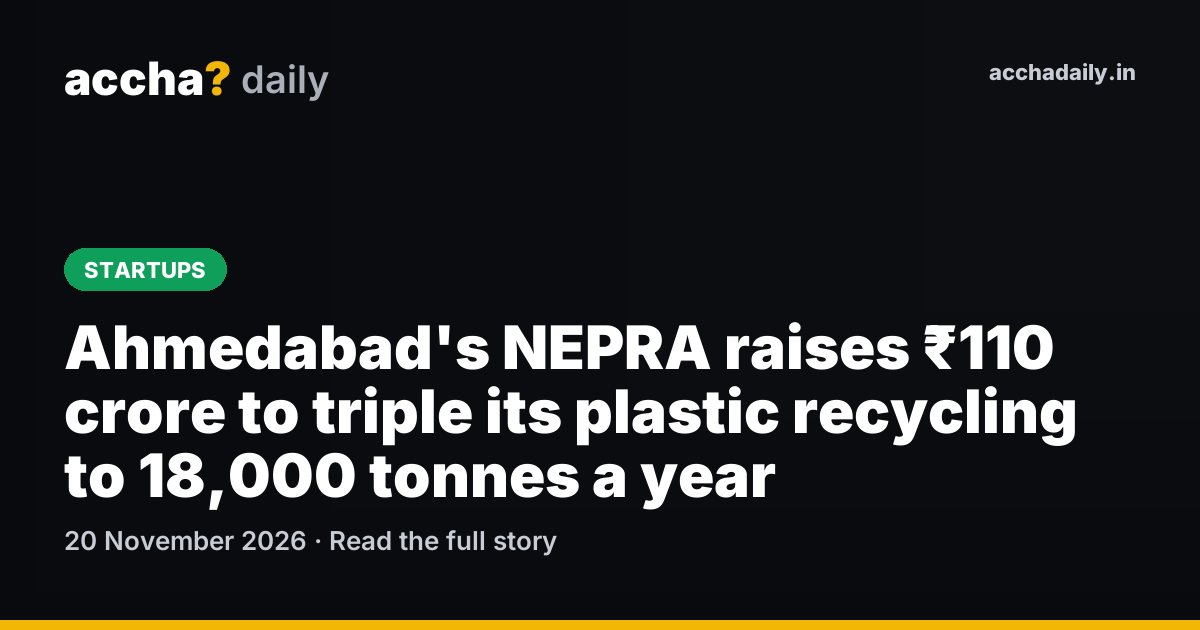 accha? daily
acchadaily.in
STARTUPS
Ahmedabad's NEPRA raises ₹110
crore to triple its plastic recycling
to 18,000 tonnes a year
20 November 2026 · Read the full story